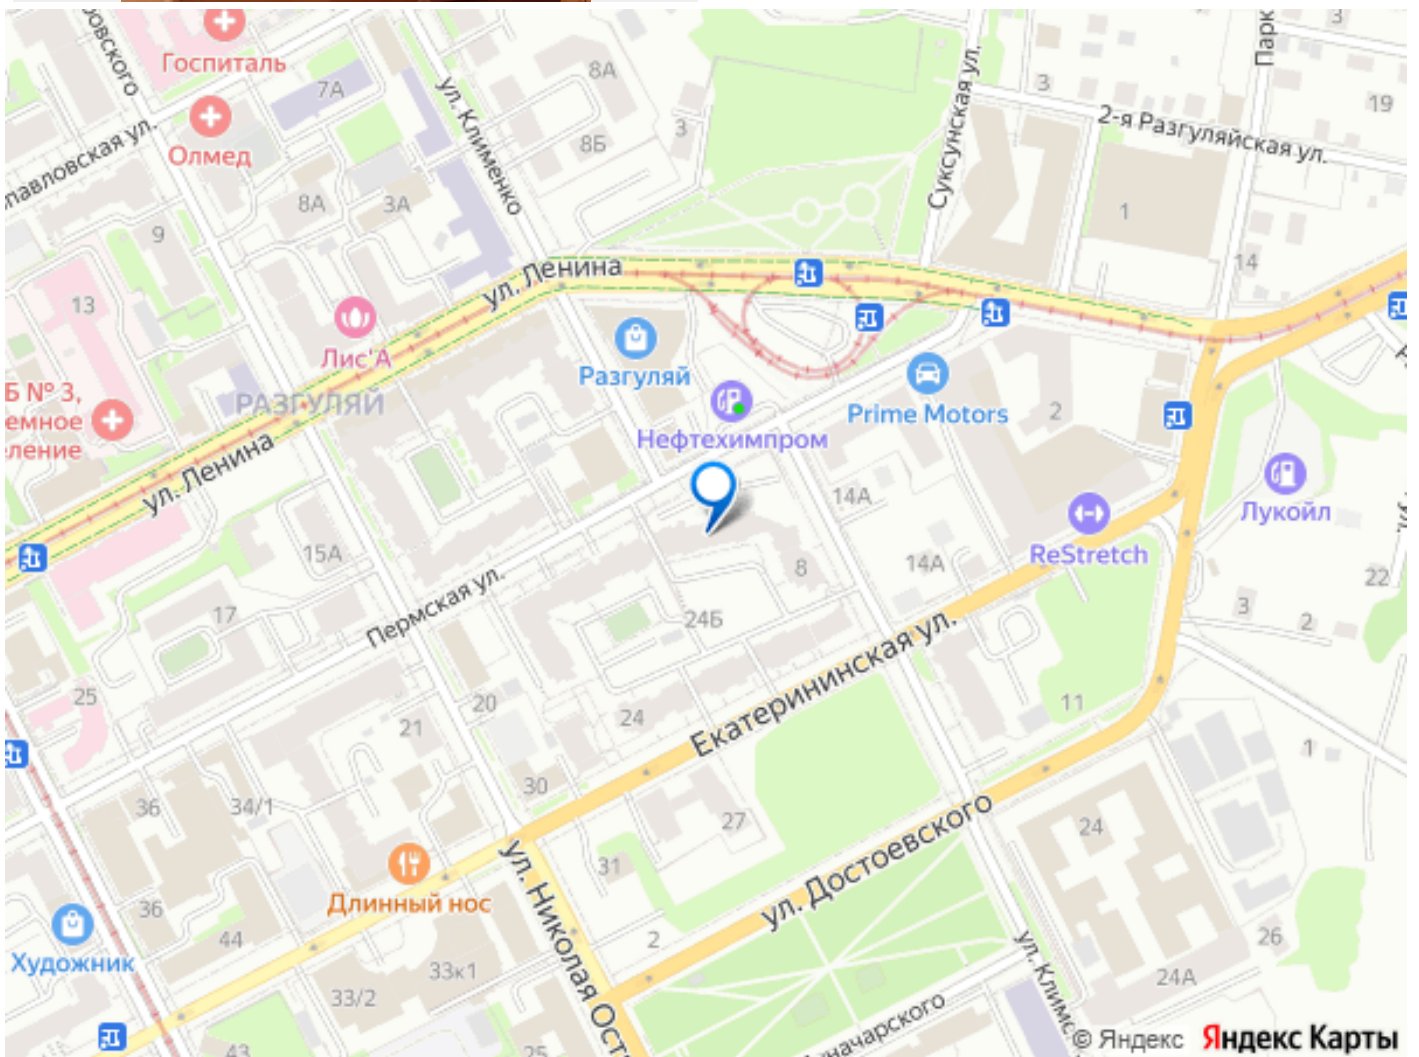 Госпиталь
7А
8А
8Б
3
3
3
Парк
19
Олмед
ул. Клименко
Суксунская ул.
2-я Разгуляйская ул.
8А
3А
9
1
14
13
ул. Ленина
Лис'А
Разгуляй
РАЗГУЛЯЙ
Нефтехимпром
Prime Motors
2
Б № 3,
ул. Ленина
14А
Лукойл
ReStretch
15А
14А
8
22
17
Пермская ул.
24Б
3
2
Екатерининская ул.
25
20
24
21
11
1
30
36
34/1
27
24
31
ул. Достоевского
Длинный нос
36
44
2
26
Художник
33к1
33/2
24А
ул. Николая Ост
ул. Климе
43
25
начарского
© Яндекс Яндекс Карты